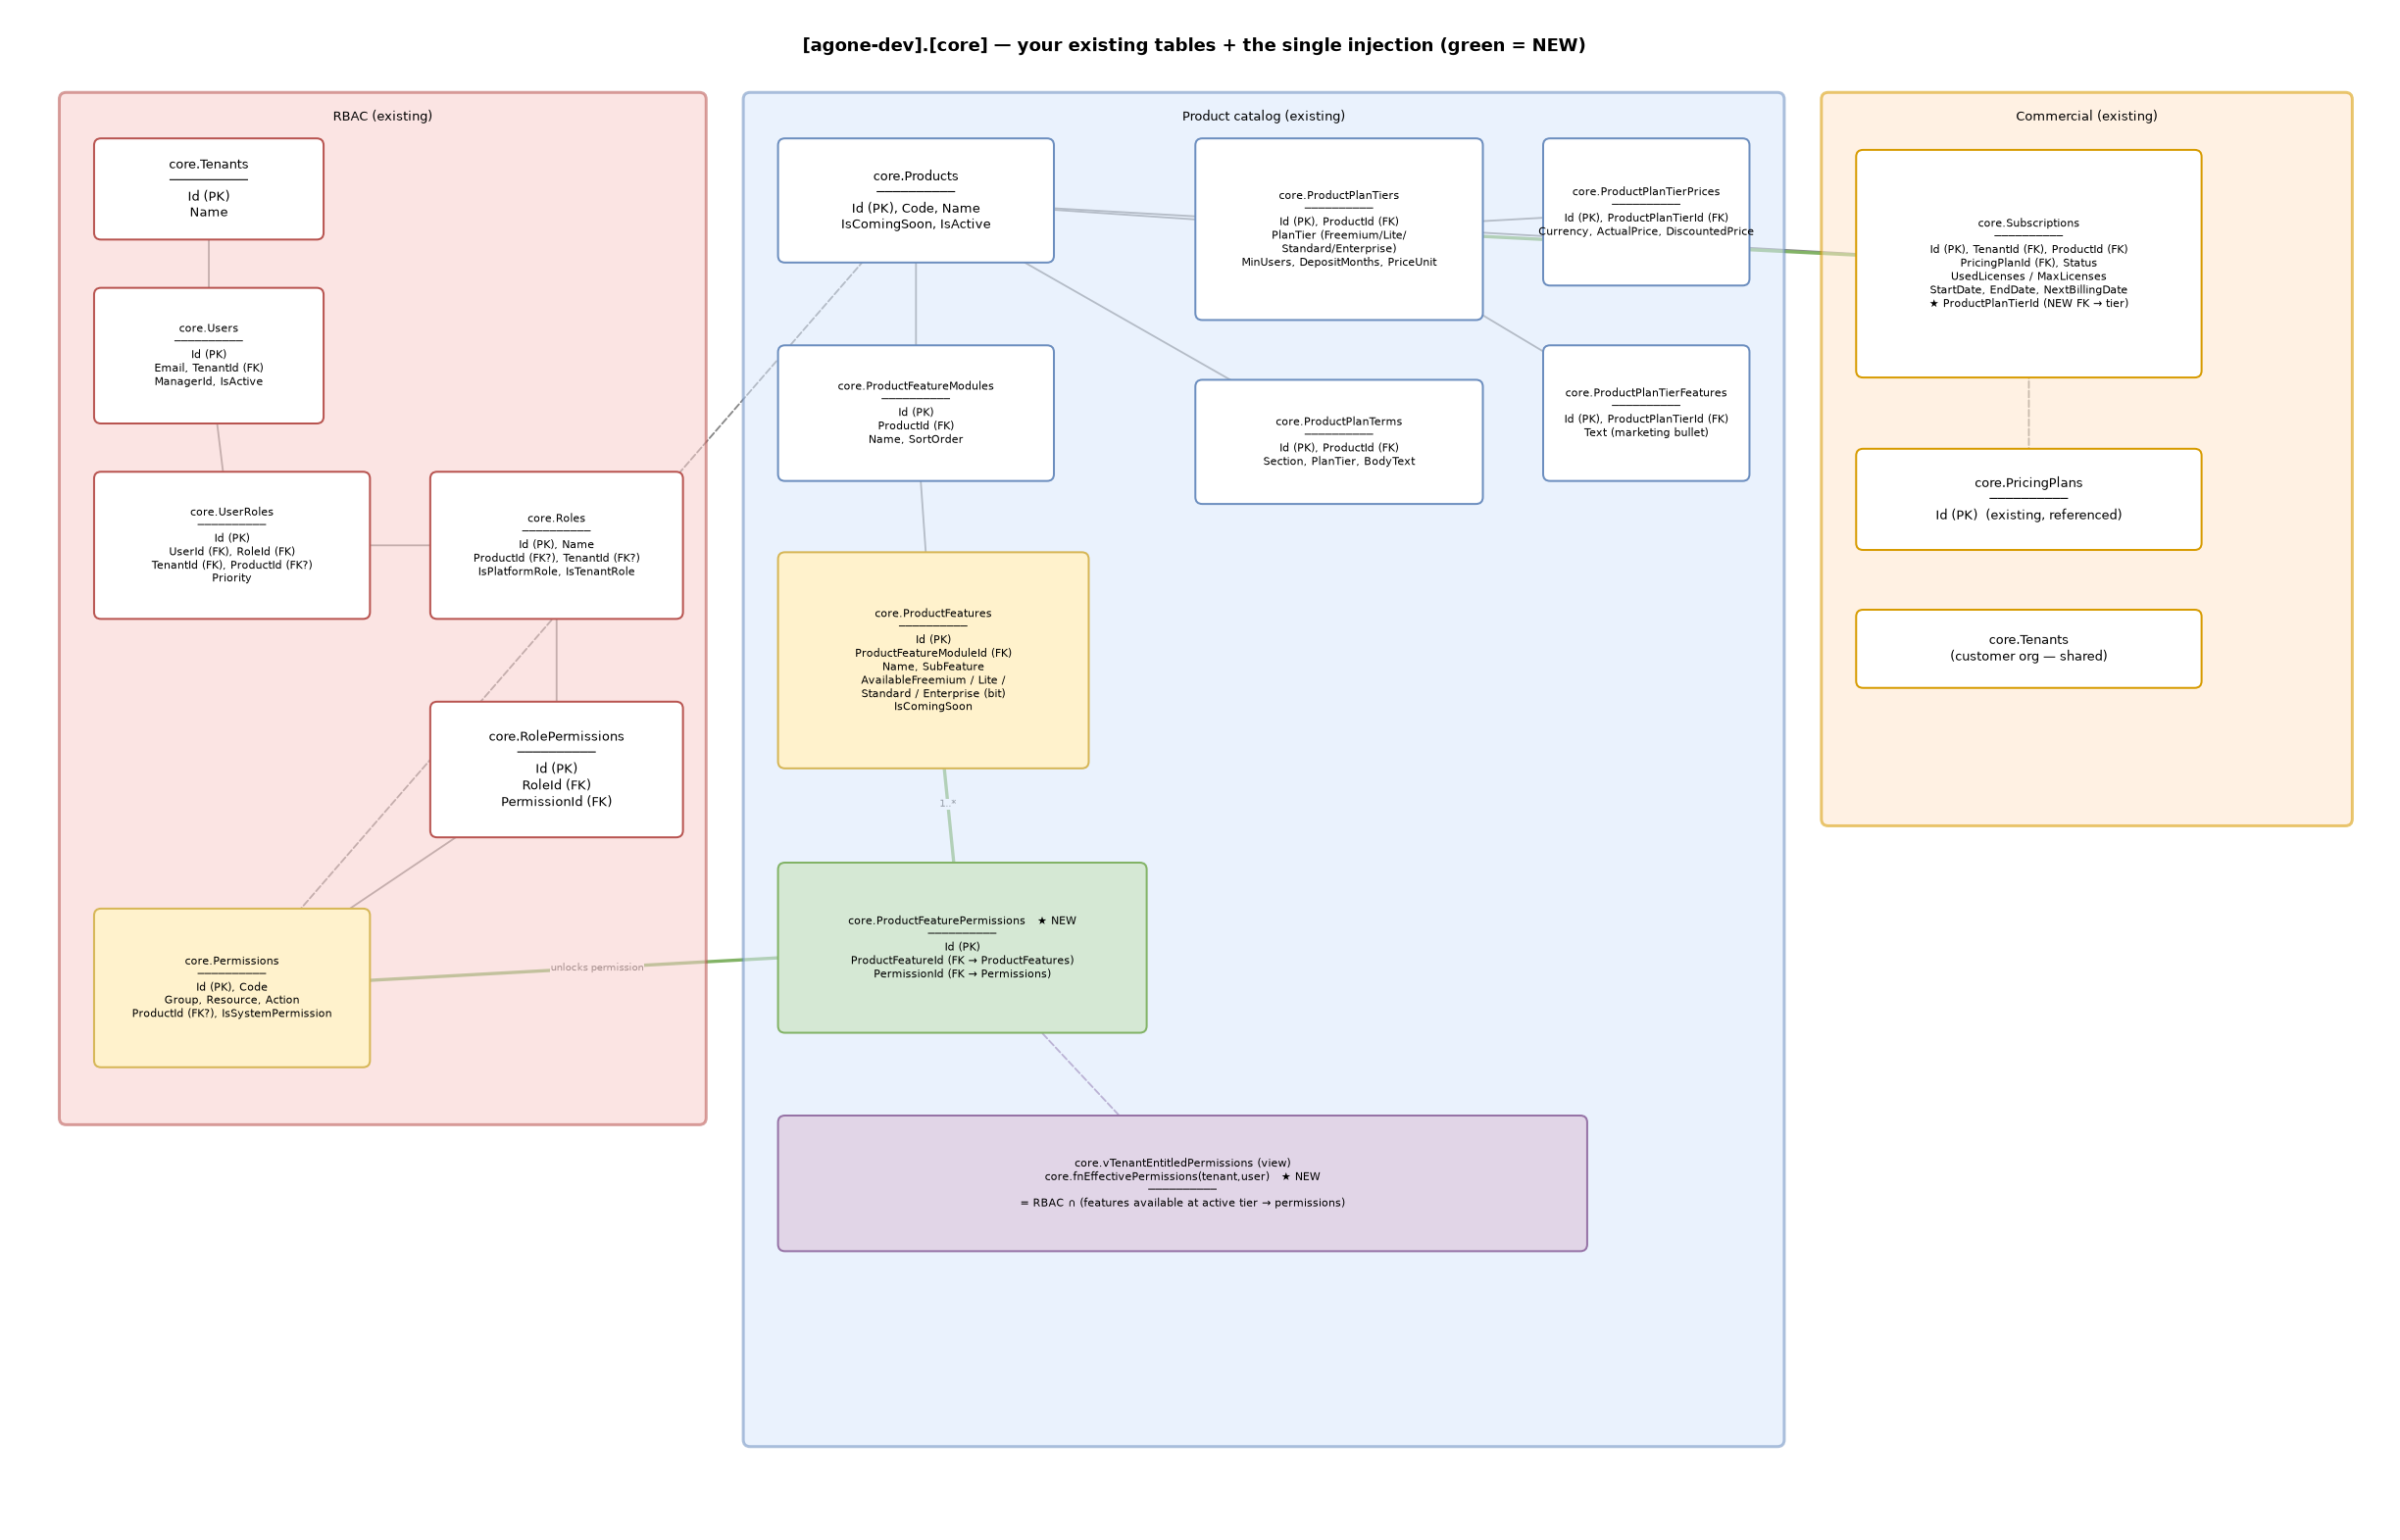 [agone-dev].[core] — your existing tables + the single injection (green = NEW)
RBAC (existing)
core.Tenants
Id (PK)
Name
core.Users
Id (PK)
Email, TenantId (FK)
ManagerId, IsActive
core.UserRoles
Id (PK)
UserId (FK), RoleId (FK)
TenantId (FK), ProductId (FK?)
Priority
core.Roles
Id (PK), Name
ProductId (FK?), TenantId (FK?)
IsPlatformRole, IsTenantRole
core.RolePermissions
Id (PK)
RoleId (FK)
PermissionId (FK)
core.Permissions
Id (PK), Code
Group, Resource, Action
ProductId (FK?), IsSystemPermission
unlocks permission
Product catalog (existing)
core.Products
Id (PK), Code, Name
IsComingSoon, IsActive
core.ProductPlanTiers
Id (PK), ProductId (FK)
PlanTier (Freemium/Lite/
Standard/Enterprise)
MinUsers, DepositMonths, PriceUnit
core.ProductPlanTierPrices
Id (PK), ProductPlanTierId (FK)
Currency, ActualPrice, DiscountedPrice
core.ProductFeatureModules
Id (PK)
ProductId (FK)
Name, SortOrder
core.ProductPlanTerms
Id (PK), ProductId (FK)
Section, PlanTier, BodyText
core.ProductPlanTierFeatures
Id (PK), ProductPlanTierId (FK)
Text (marketing bullet)
core.ProductFeatures
Id (PK)
ProductFeatureModuleId (FK)
Name, SubFeature
AvailableFreemium / Lite /
Standard / Enterprise (bit)
IsComingSoon
1..*
core.ProductFeaturePermissions ★ NEW
Id (PK)
ProductFeatureId (FK → ProductFeatures)
PermissionId (FK → Permissions)
core.vTenantEntitledPermissions (view)
core.fnEffectivePermissions(tenant,user) ★ NEW
= RBAC ∩ (features available at active tier → permissions)
Commercial (existing)
core.Subscriptions
Id (PK), TenantId (FK), ProductId (FK)
PricingPlanId (FK), Status
UsedLicenses / MaxLicenses
StartDate, EndDate, NextBillingDate
★ ProductPlanTierId (NEW FK → tier)
core.PricingPlans
Id (PK) (existing, referenced)
core.Tenants
(customer org — shared)